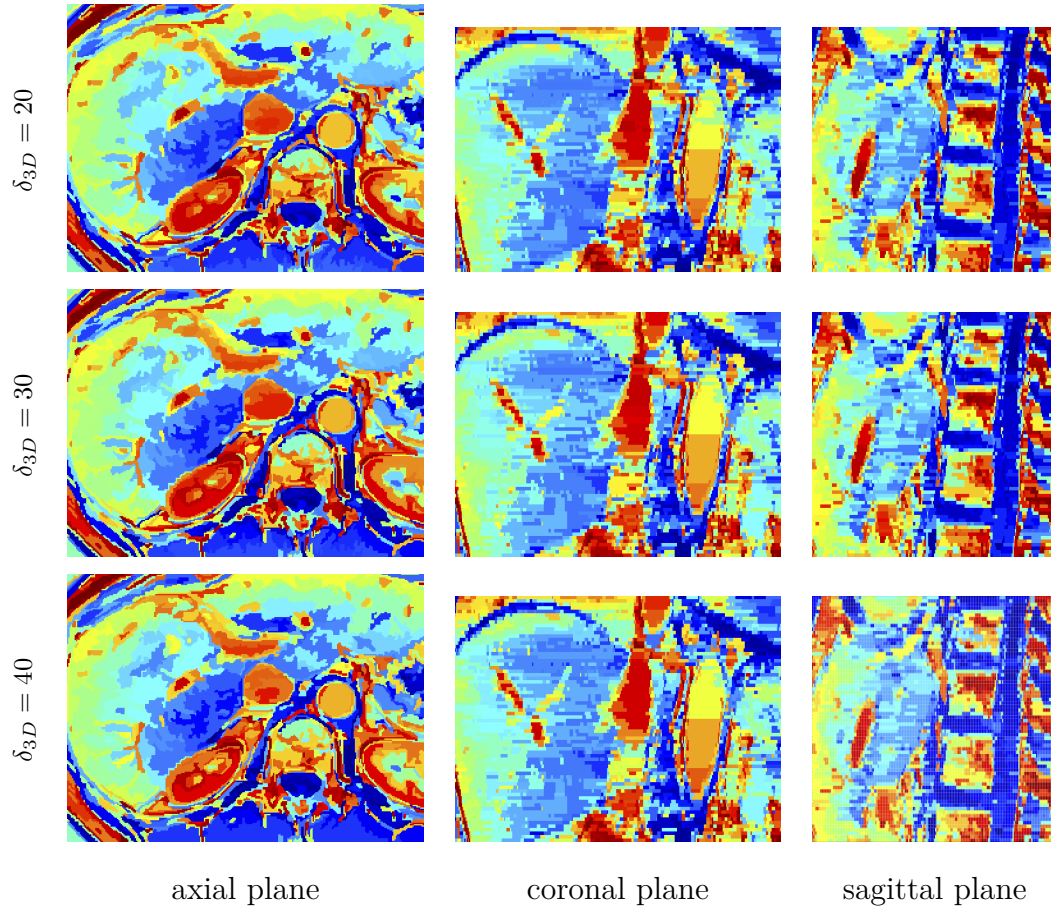 δ3D = 20
δ3D = 30
δ3D = 40
axial plane
coronal plane
sagittal plane